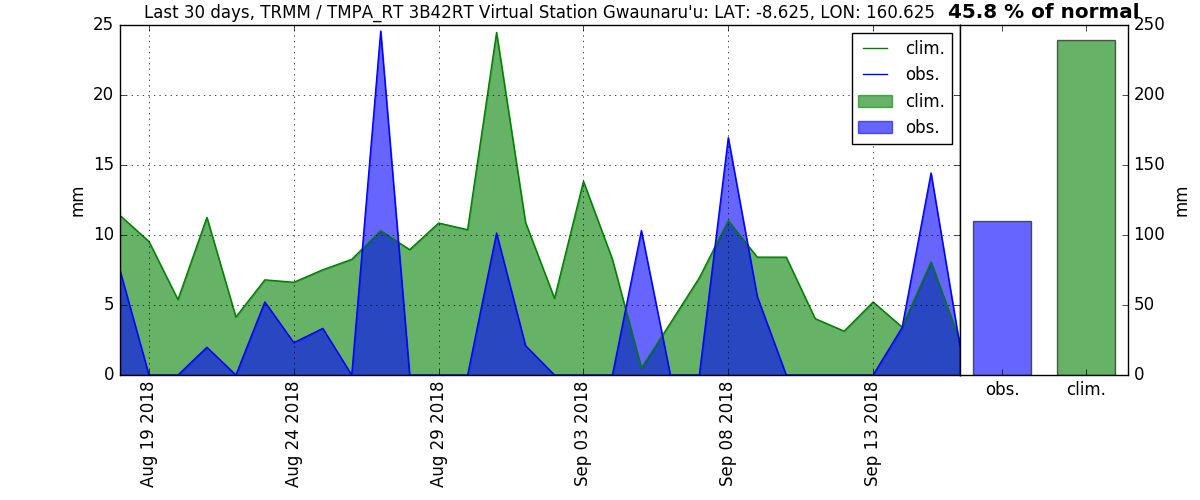 Last 30 days, TRMM / TMPA_RT 3B42RT Virtual Station Gwaunaru'u: LAT: -8.625, LON: 160.625
45.8 % of normal
25
20
15
10
5
0
mm
clim.
obs.
clim.
obs.
Aug 19 2018
Aug 24 2018
Aug 29 2018
Sep 03 2018
Sep 08 2018
Sep 13 2018
250
200
150
100
50
0
mm
obs.
clim.